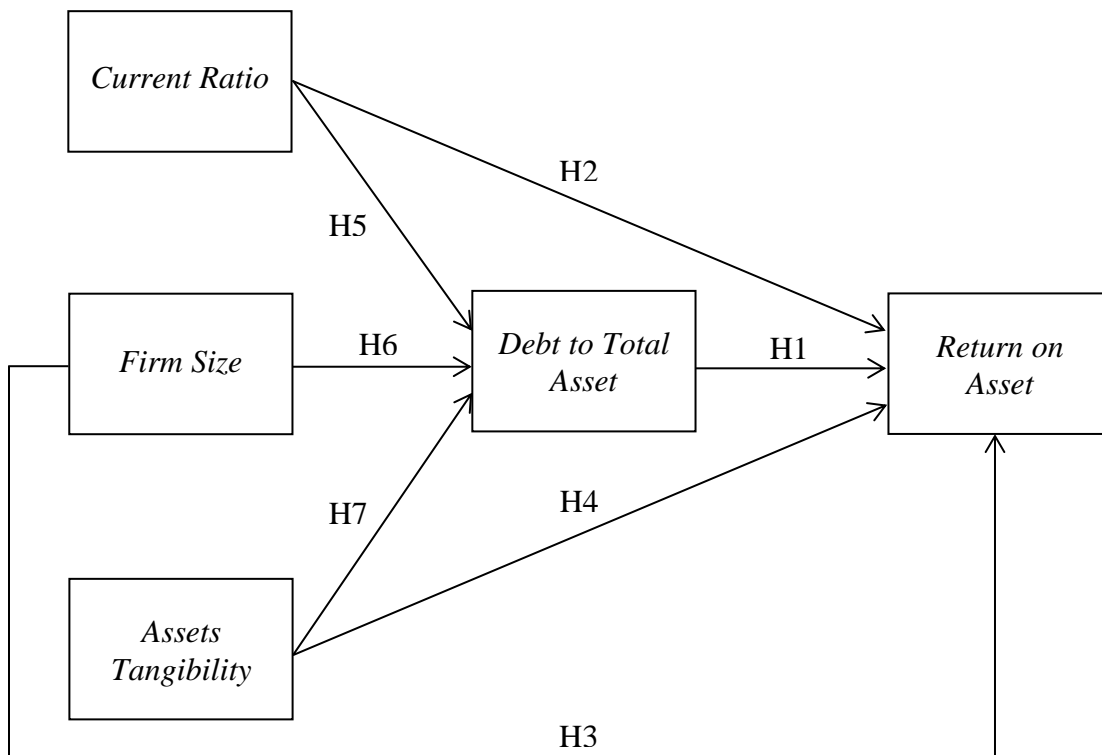 Current Ratio
H2
H5
Firm Size
H6
Debt to Total
Asset
H1
Return on
Asset
H7
H4
Assets
Tangibility
H3